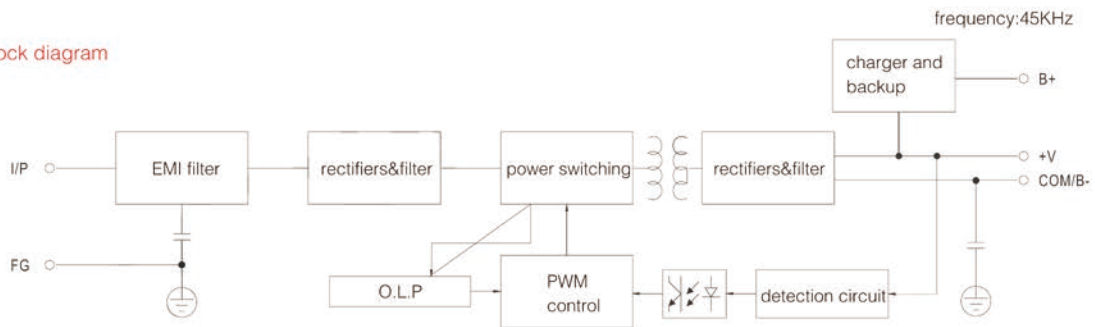 frequency:45KHz
ock diagram
charger and
backup
B+
I/P
EMI filter
rectifiers&filter
power switching
rectifiers&filter
+V
COM/B-
FG
O.L.P
PWM
control
detection circuit